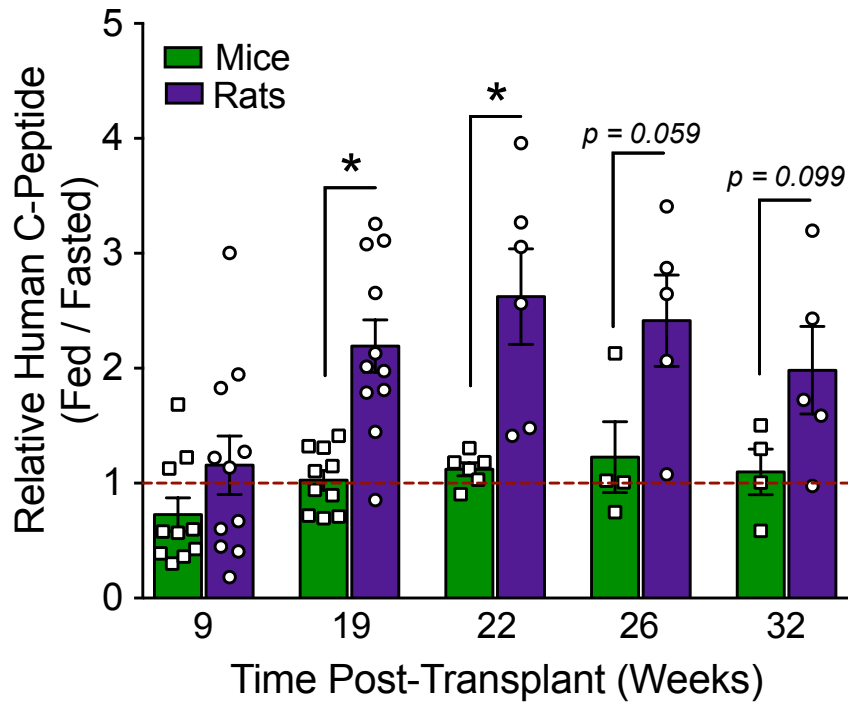 Relative Human C-Peptide
(Fed / Fasted)
5
4
3
2
1
0
Mice
Rats
*
*
p = 0.059
p = 0.099
9
19
22
26
32
Time Post-Transplant (Weeks)